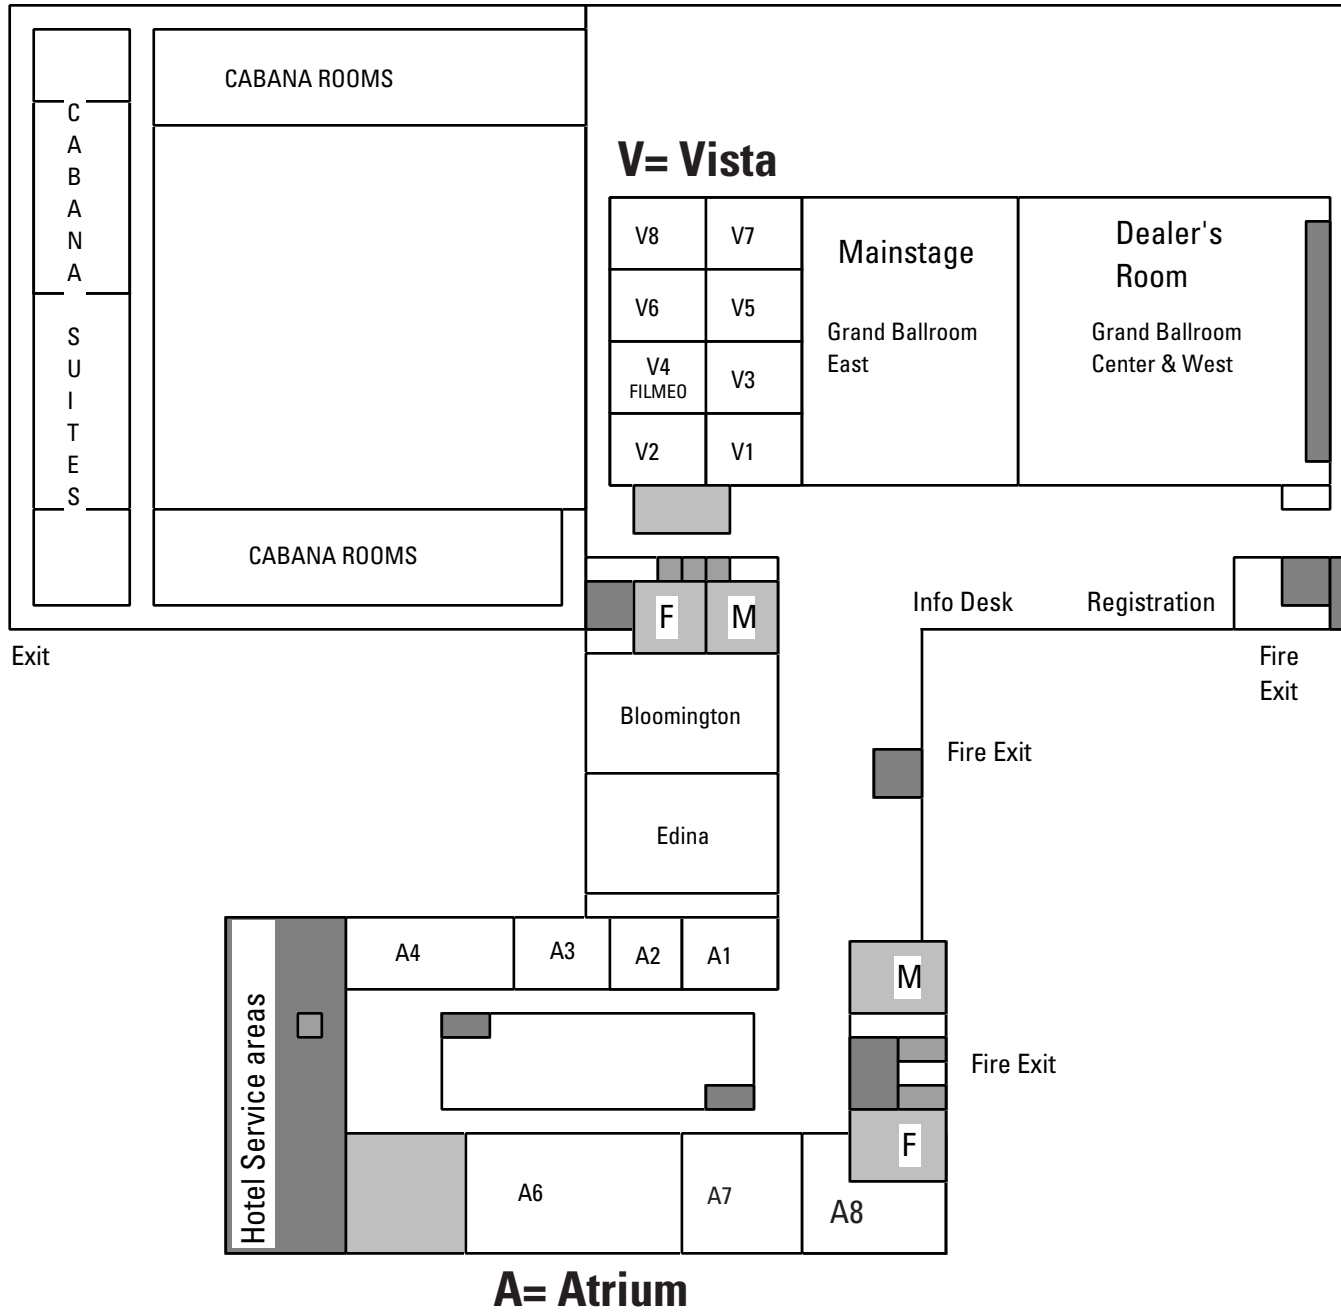 CABANA ROOMS
CABANA SUITES
V= Vista
V8
V7
Mainstage
Dealer's
Room
V6
V5
Grand Ballroom
East
Grand Ballroom
Center & West
V4
FILMEO
V3
V2
V1
CABANA ROOMS
F
M
Info Desk
Registration
Exit
Fire
Exit
Bloomington
Fire Exit
Edina
A4
A3
A2
A1
M
Hotel Service areas
Fire Exit
F
A6
A7
A8
A= Atrium